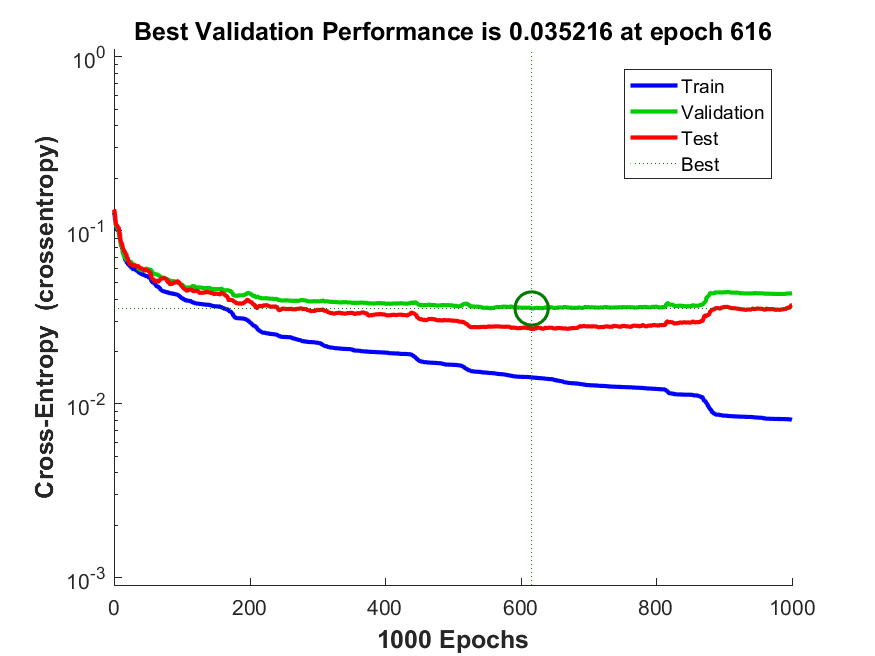 Best Validation Performance is 0.035216 at epoch 616
Train
Validation
Test
Best
10^0
10^-1
10^-2
10^-3
Cross-Entropy (crossentropy)
0 200 400 600 800 1000
1000 Epochs